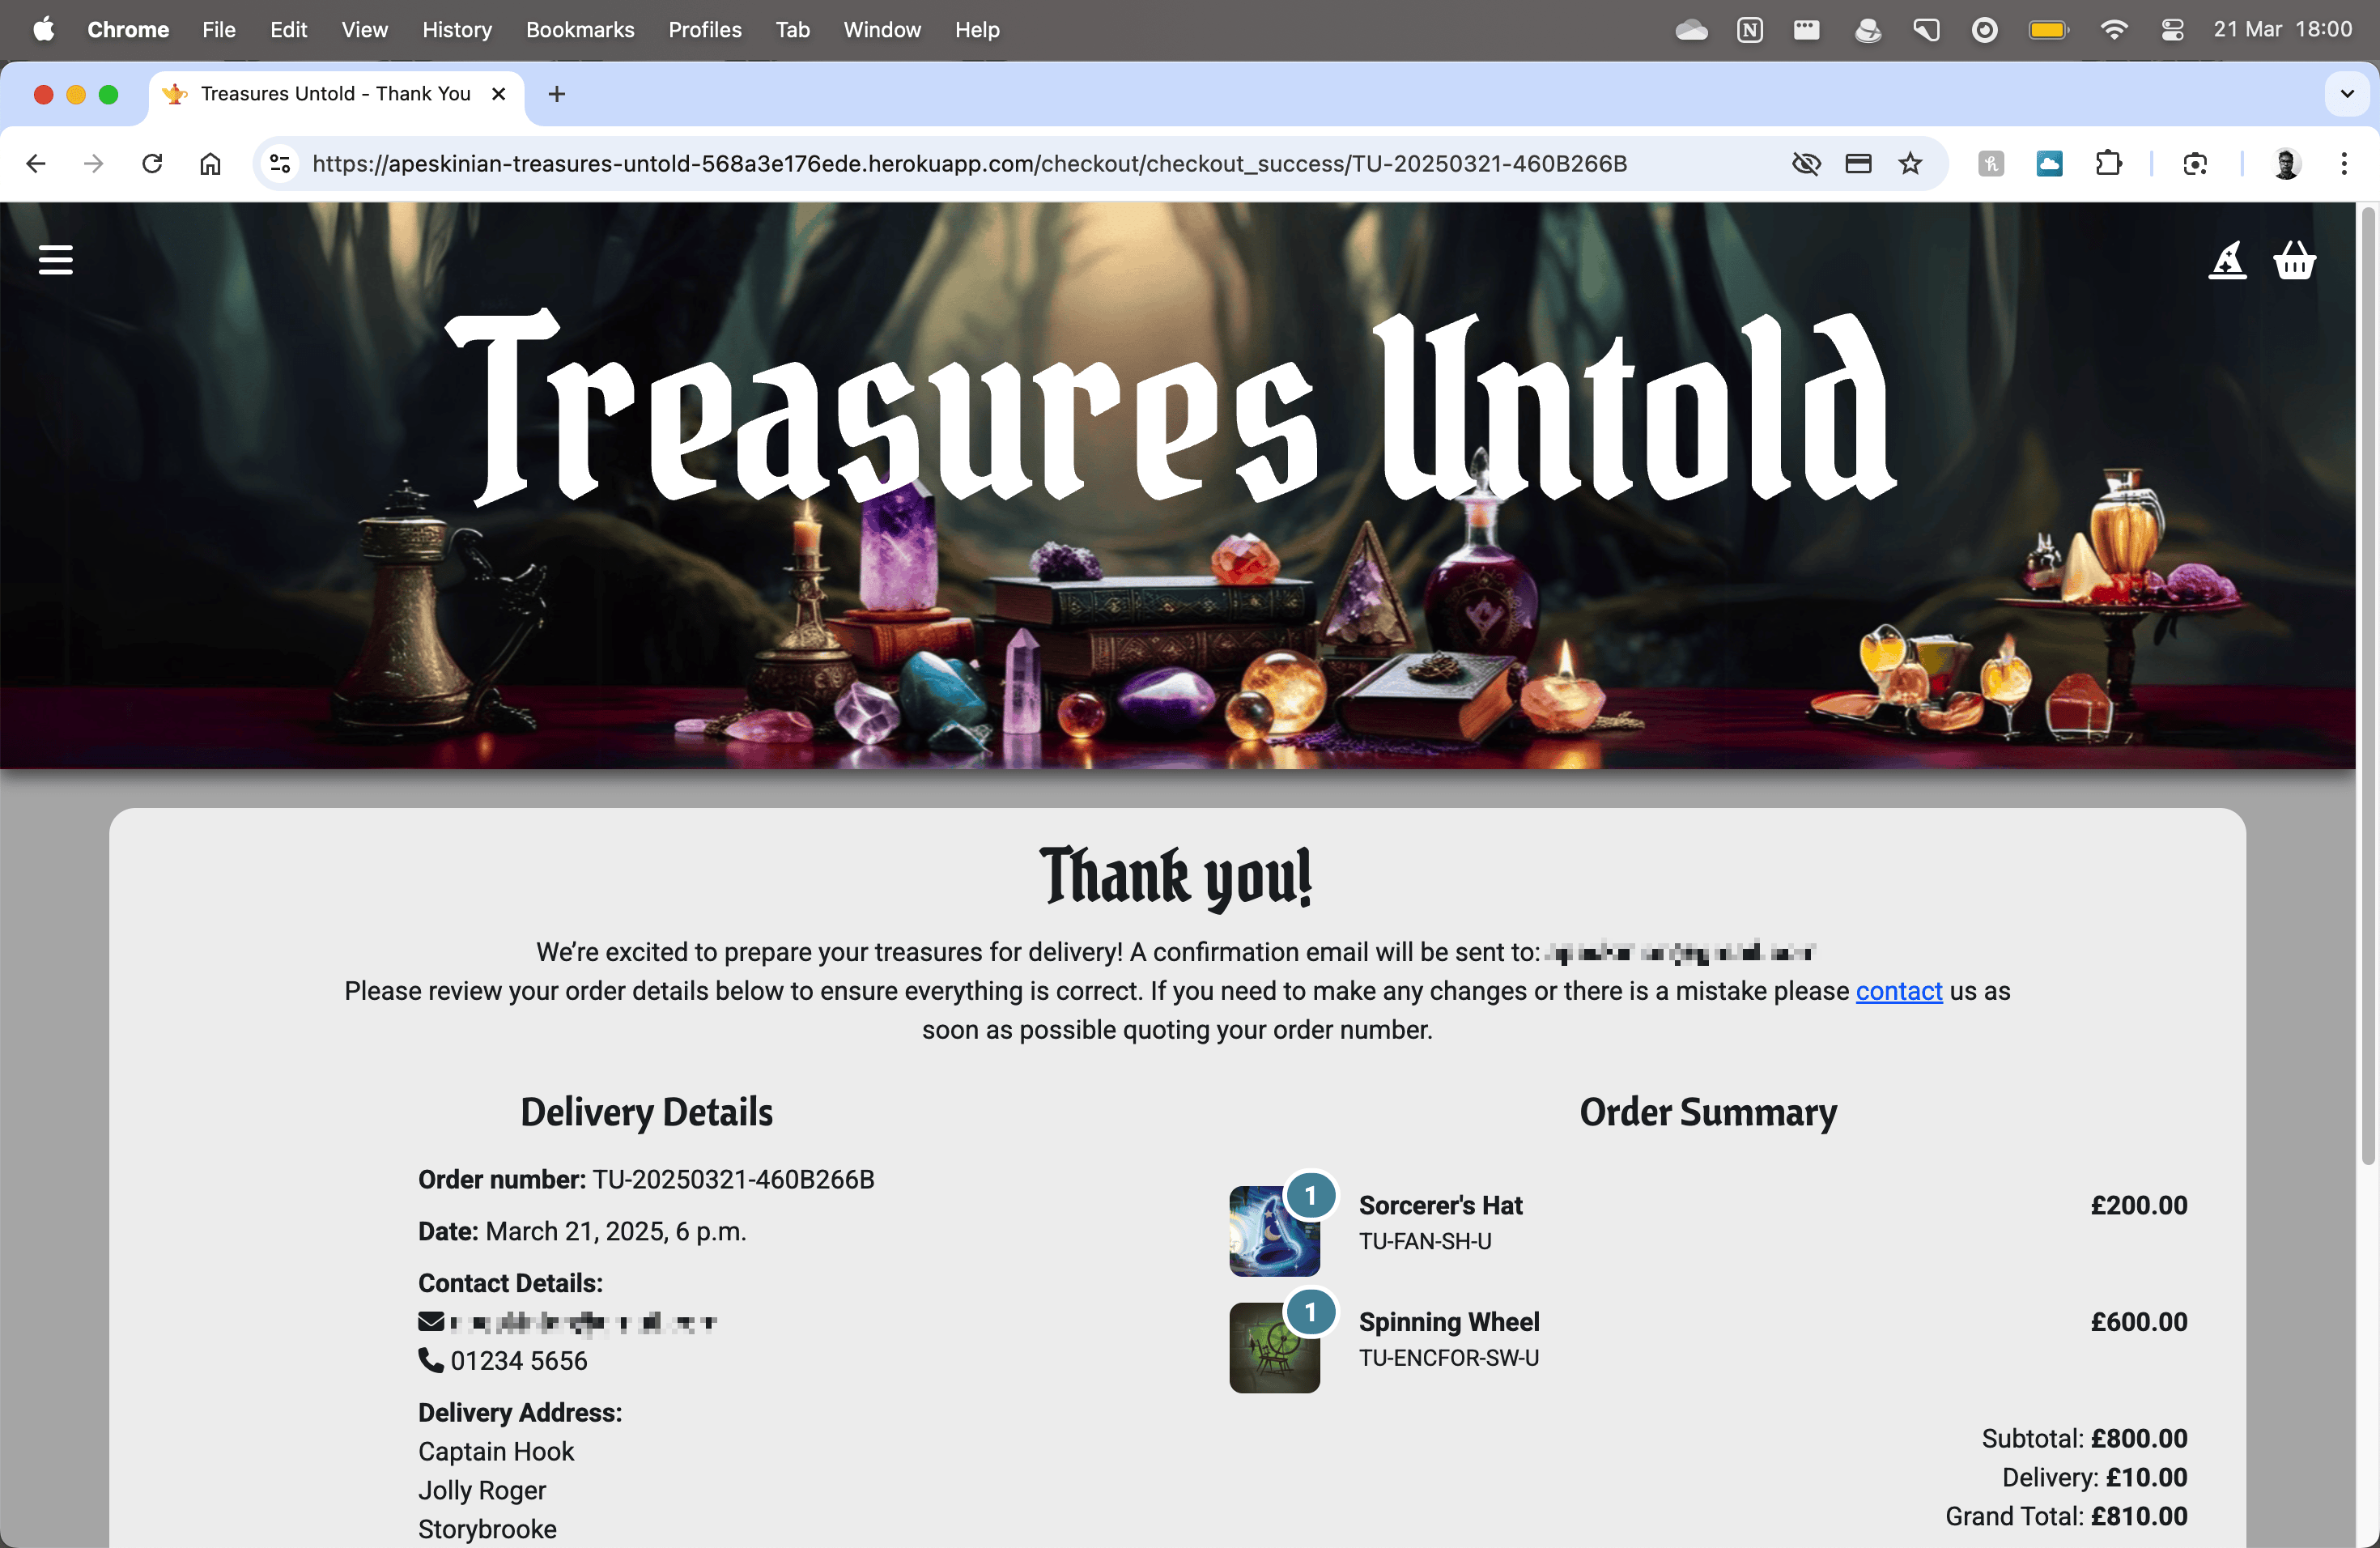 Chrome File Edit View History Bookmarks Profiles Tab Window Help 21 Mar 18:00
Treasures Untold - Thank You
https://apeskinian-treasures-untold-568a3e176ede.herokuapp.com/checkout/checkout_success/TU-20250321-460B266B
Treasures Untold
Thank you!
We’re excited to prepare your treasures for delivery! A confirmation email will be sent to:
Please review your order details below to ensure everything is correct. If you need to make any changes or there is a mistake please contact us as
soon as possible quoting your order number.
Delivery Details
Order number: TU-20250321-460B266B
Date: March 21, 2025, 6 p.m.
Contact Details:
01234 5656
Delivery Address:
Captain Hook
Jolly Roger
Storybrooke
Order Summary
1
Sorcerer's Hat £200.00
TU-FAN-SH-U
1
Spinning Wheel £600.00
TU-ENCFOR-SW-U
Subtotal: £800.00
Delivery: £10.00
Grand Total: £810.00